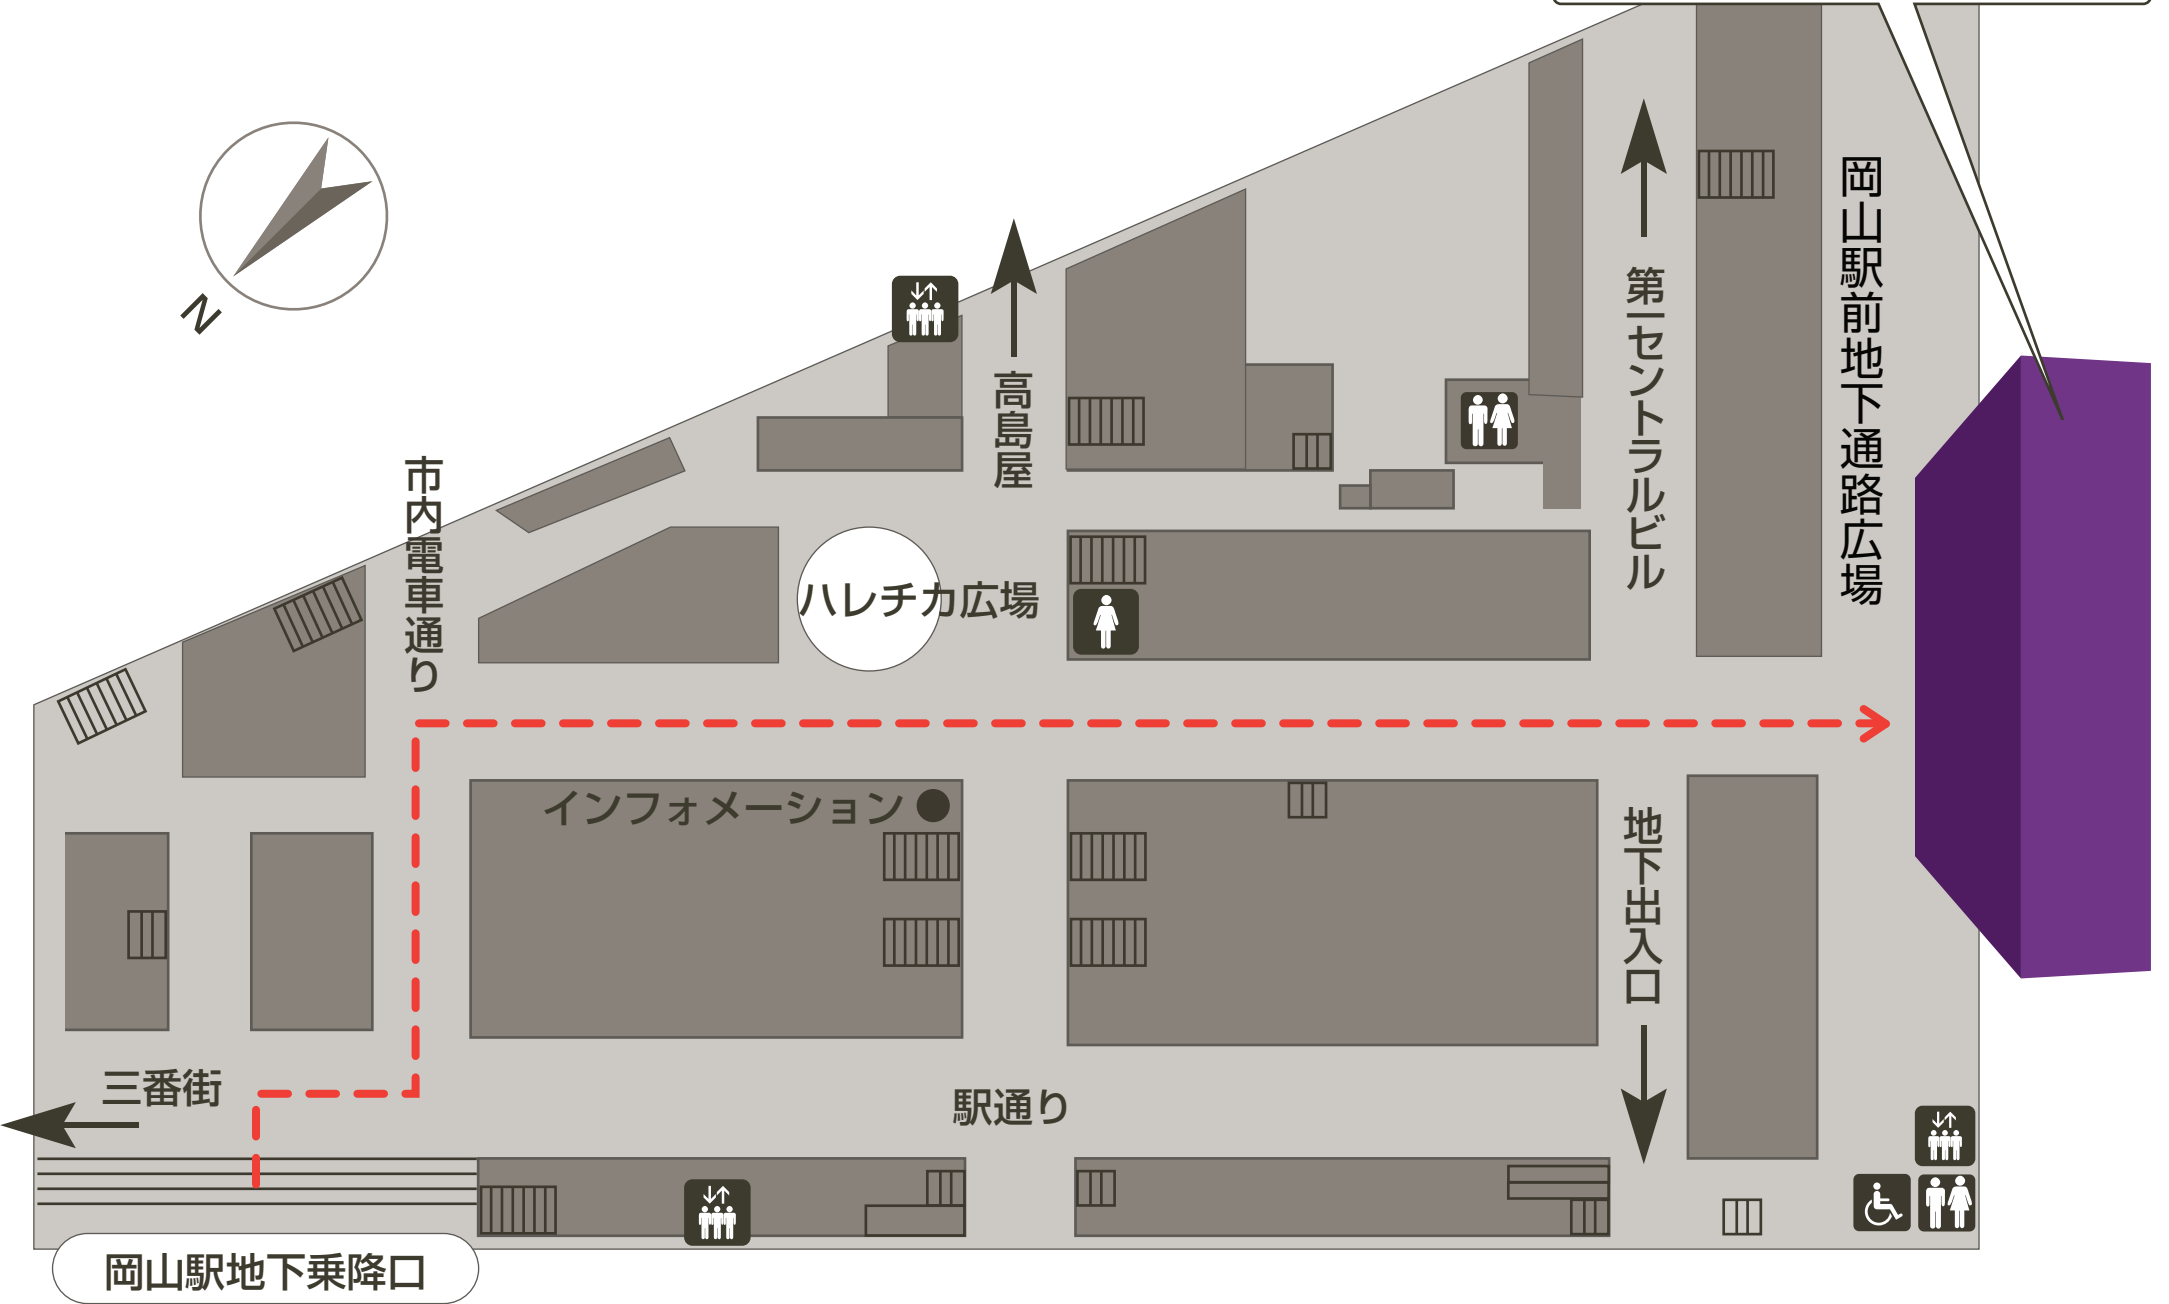 N
市内電車通り
高島屋
第一セントラルビル
岡山駅前地下通路広場
ハレチカ広場
インフォメーション
地下出入口
三番街
駅通り
岡山駅地下乗降口